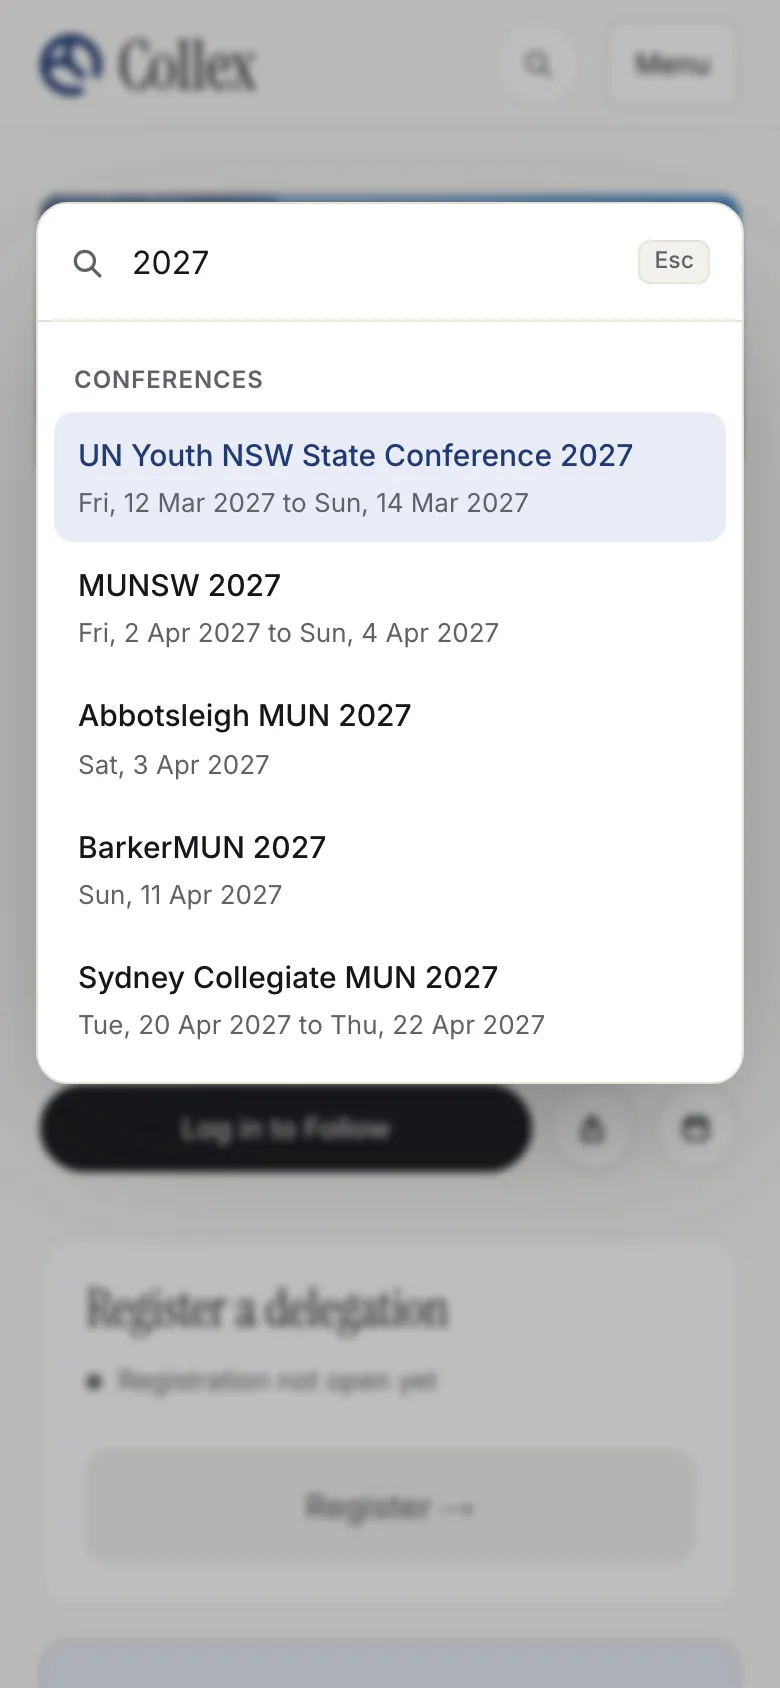 Collex
Menu
2027
Esc
CONFERENCES
UN Youth NSW State Conference 2027
Fri, 12 Mar 2027 to Sun, 14 Mar 2027
MUNSW 2027
Fri, 2 Apr 2027 to Sun, 4 Apr 2027
Abbotsleigh MUN 2027
Sat, 3 Apr 2027
BarkerMUN 2027
Sun, 11 Apr 2027
Sydney Collegiate MUN 2027
Tue, 20 Apr 2027 to Thu, 22 Apr 2027
Log in to Follow
Register a delegation
Registration not open yet
Register →